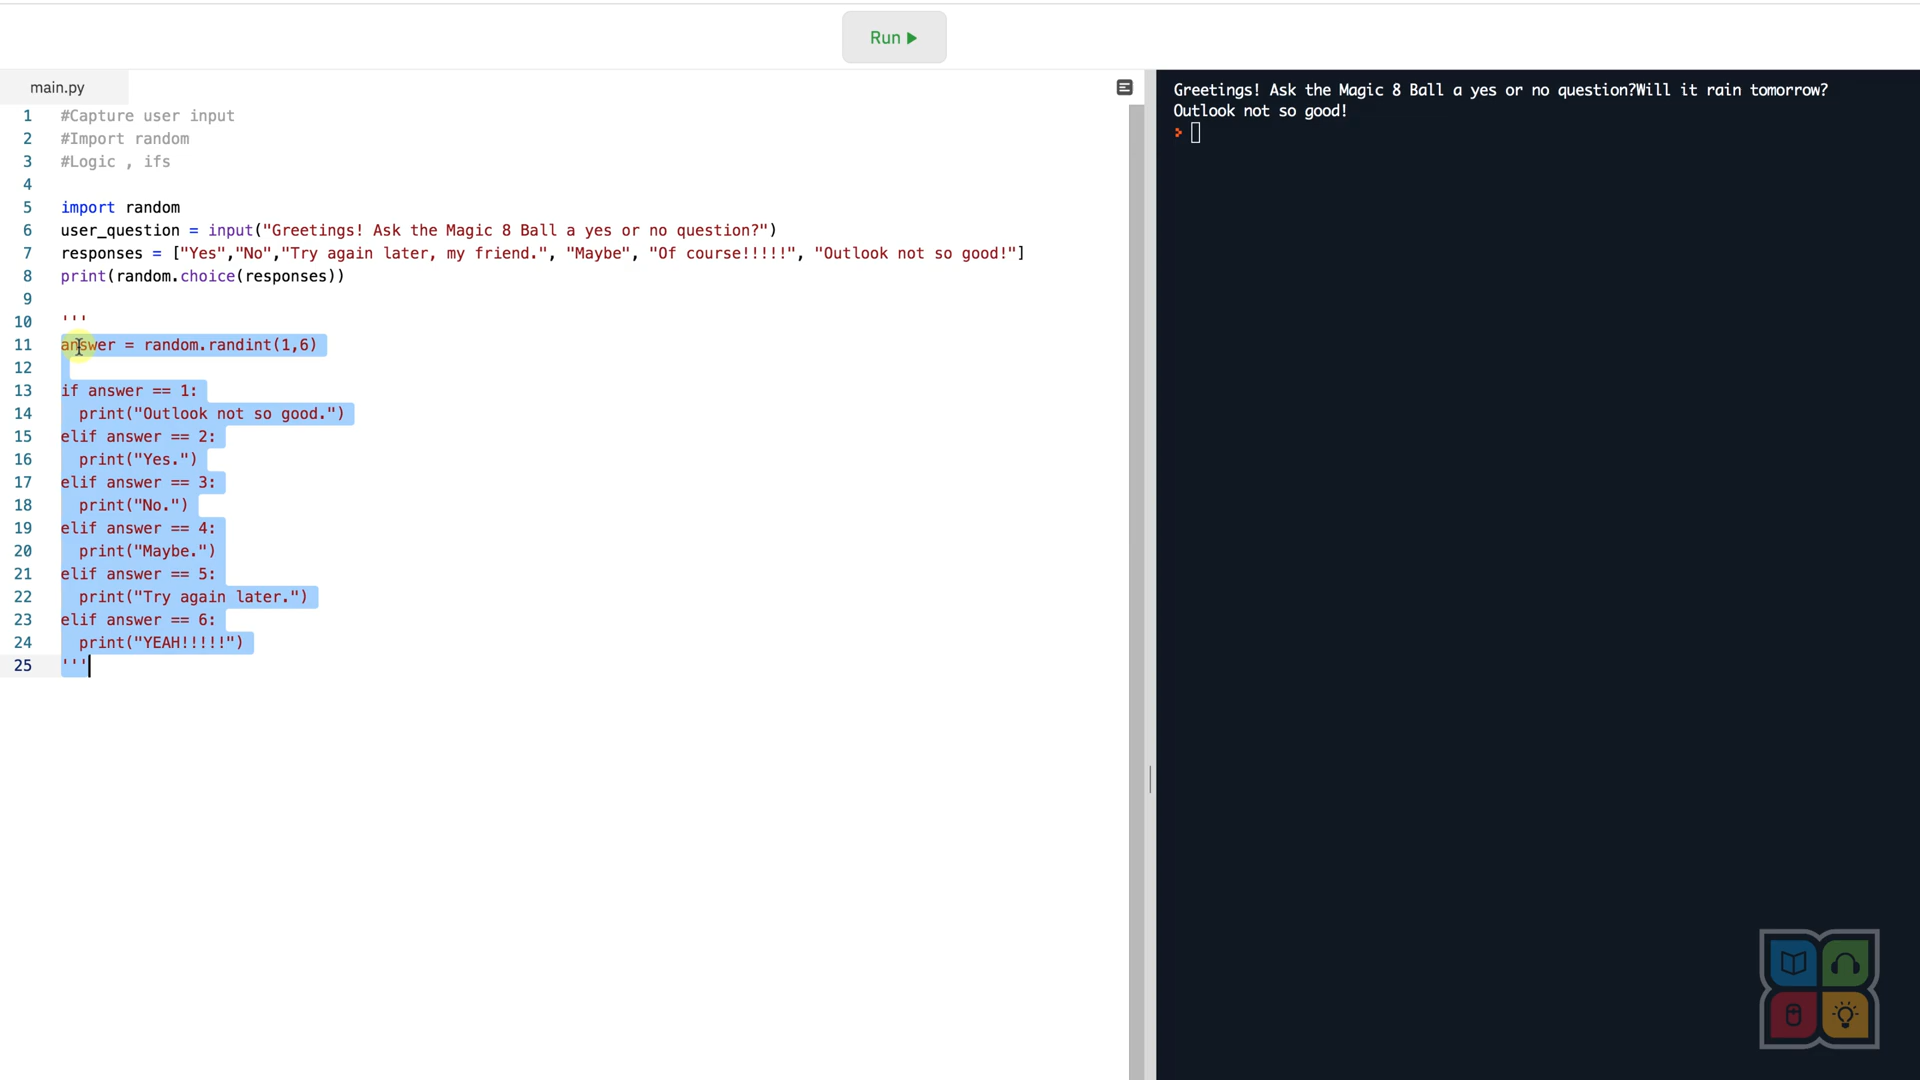 Run
main.py
1 #Capture user input
2 #Import random
3 #Logic , ifs
4
5 import random
6 user_question = input("Greetings! Ask the Magic 8 Ball a yes or no question?")
7 responses = ["Yes","No","Try again later, my friend.", "Maybe", "Of course!!!!!", "Outlook not so good!"]
8 print(random.choice(responses))
9
10 '''
11 answer = random.randint(1,6)
12
13 if answer == 1:
14   print("Outlook not so good.")
15 elif answer == 2:
16   print("Yes.")
17 elif answer == 3:
18   print("No.")
19 elif answer == 4:
20   print("Maybe.")
21 elif answer == 5:
22   print("Try again later.")
23 elif answer == 6:
24   print("YEAH!!!!!")
25 '''
Greetings! Ask the Magic 8 Ball a yes or no question?Will it rain tomorrow?
Outlook not so good!
>